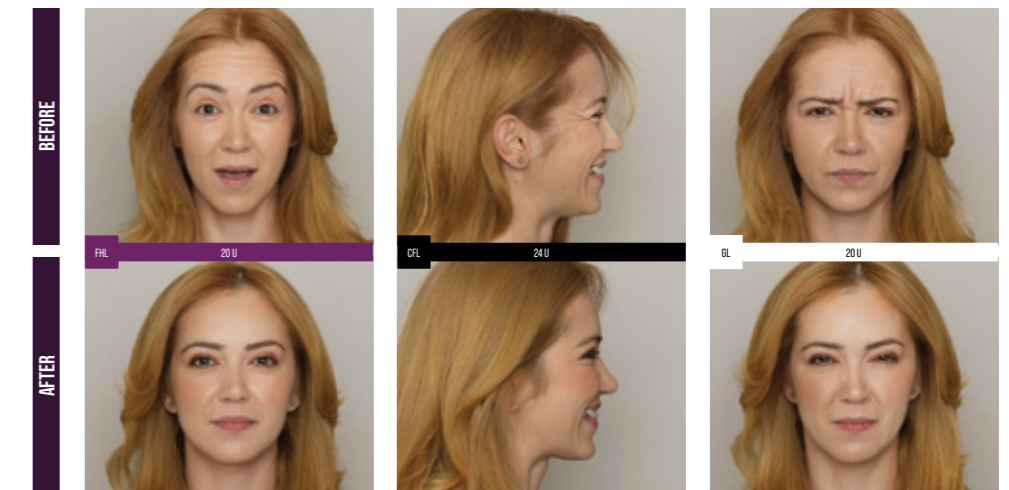 BEFORE
FHL 20 U
CFL 24 U
GL 20 U
AFTER